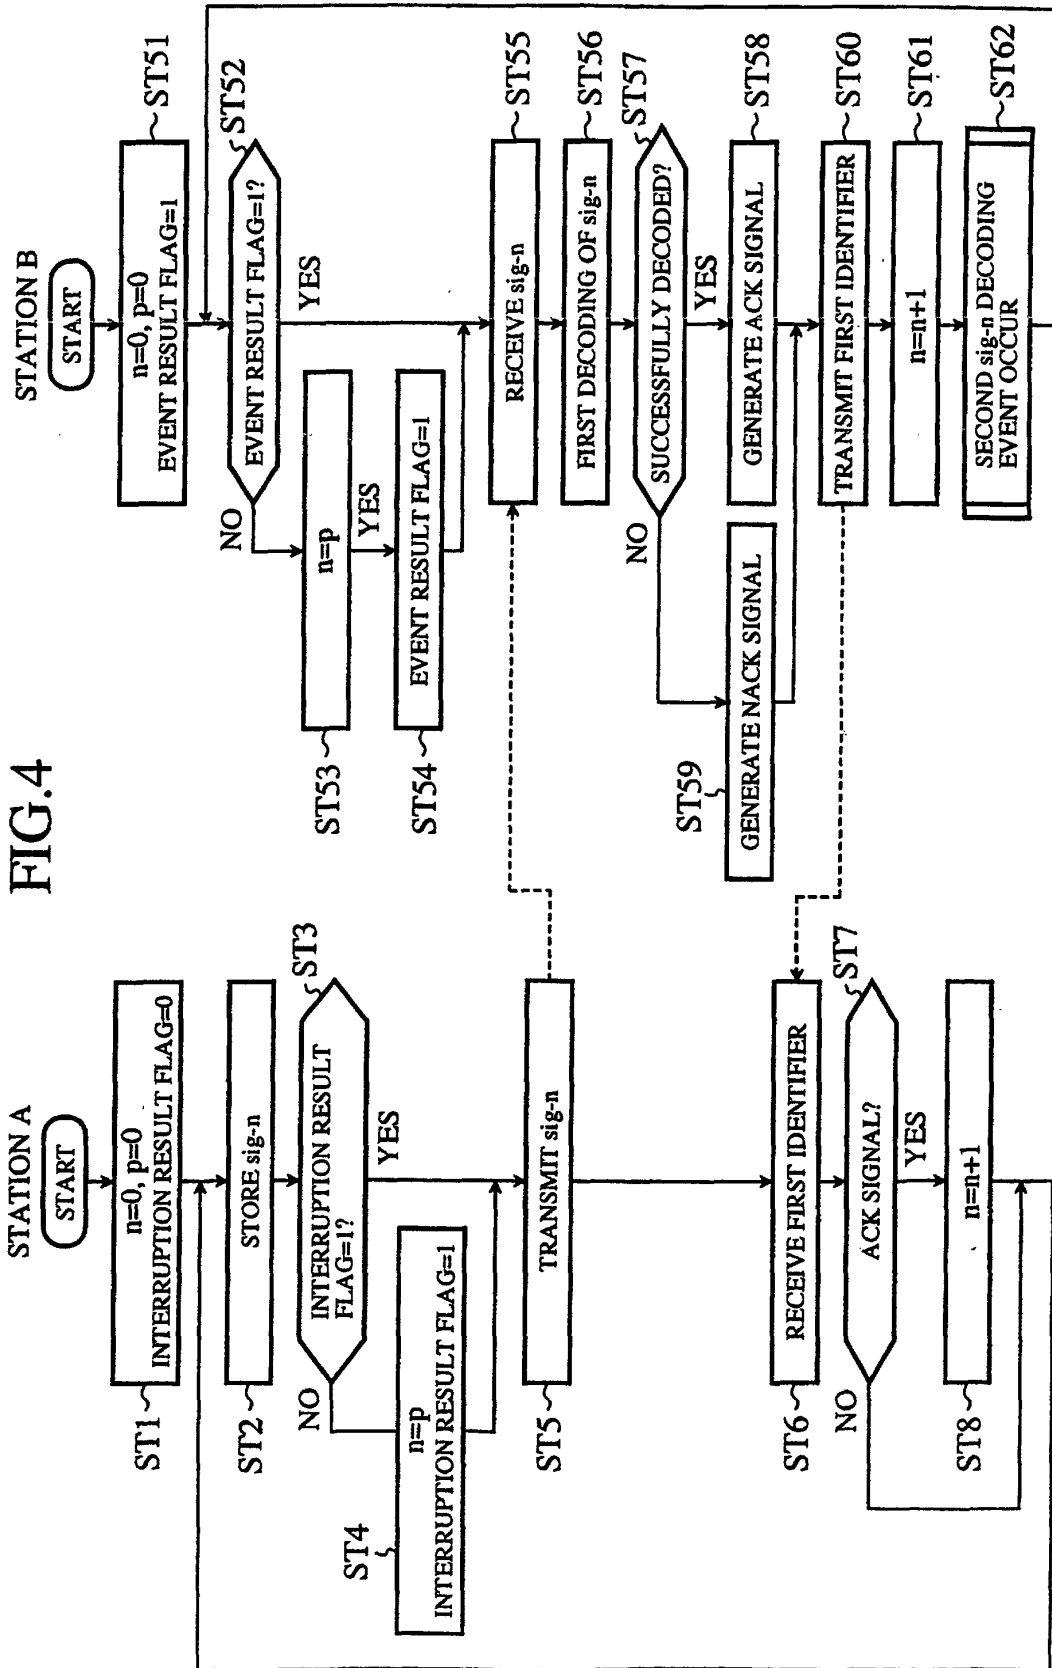 FIG.4
STATION A
START
n=0, p=0
INTERRUPTION RESULT FLAG=0
ST1
STORE sig-n
ST2
INTERRUPTION RESULT
FLAG=1?
ST3
NO
YES
n=p
INTERRUPTION RESULT FLAG=1
ST4
TRANSMIT sig-n
ST5
RECEIVE FIRST IDENTIFIER
ST6
ACK SIGNAL?
ST7
NO
YES
n=n+1
ST8
STATION B
START
n=0, p=0
EVENT RESULT FLAG=1
ST51
EVENT RESULT FLAG=1?
ST52
NO
YES
n=p
ST53
YES
EVENT RESULT FLAG=1
ST54
RECEIVE sig-n
ST55
FIRST DECODING OF sig-n
ST56
SUCCESSFULLY DECODED?
ST57
NO
YES
GENERATE ACK SIGNAL
ST58
GENERATE NACK SIGNAL
ST59
TRANSMIT FIRST IDENTIFIER
ST60
n=n+1
ST61
SECOND sig-n DECODING
EVENT OCCUR
ST62